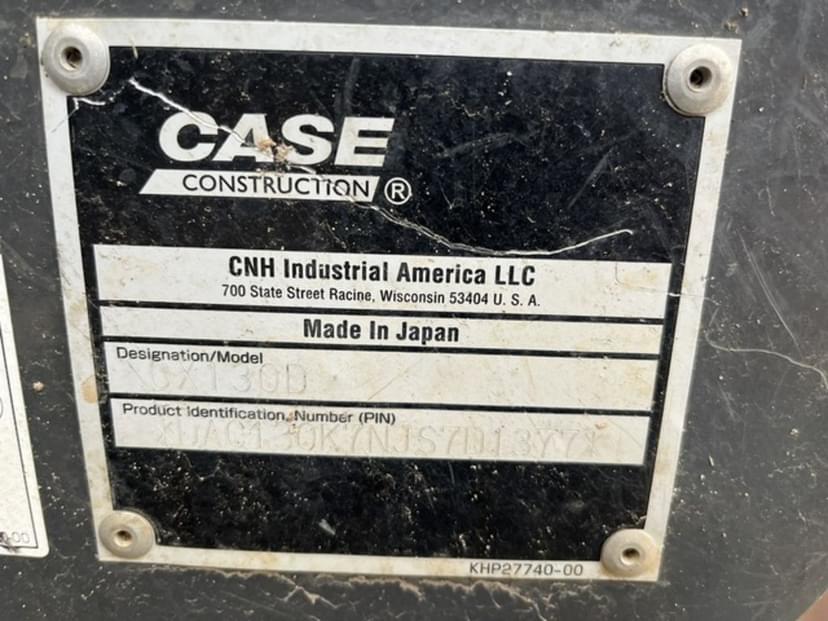 CASE
CONSTRUCTION ®
CNH Industrial America LLC
700 State Street Racine, Wisconsin 53404 U. S. A.
Made In Japan
Designation/Model
CX130D
Product Identification Number (PIN)
KHP27740-00